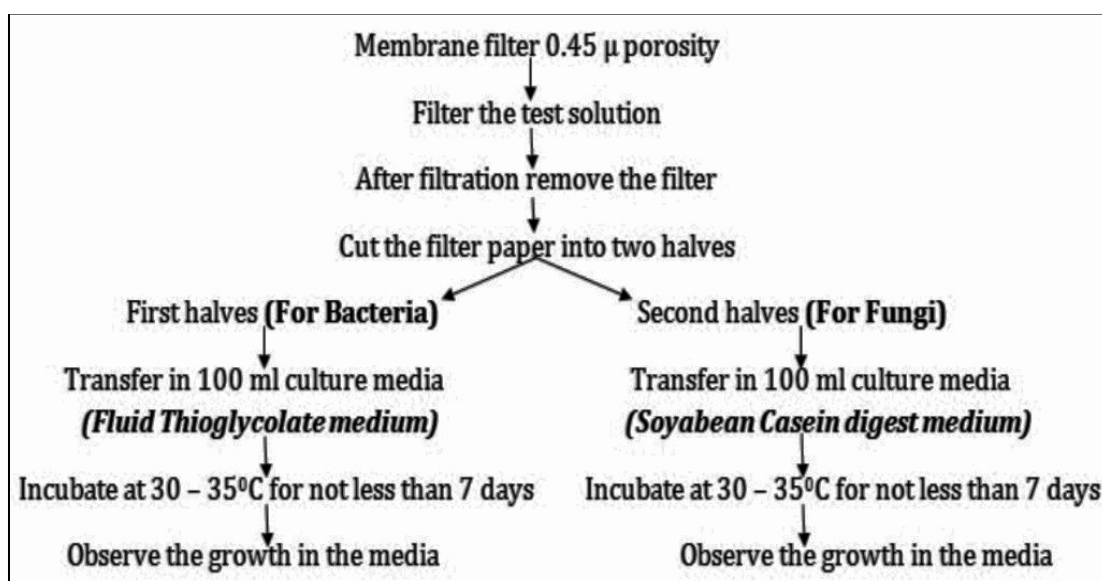 Membrane filter 0.45 µ porosity
Filter the test solution
After filtration remove the filter
Cut the filter paper into two halves
First halves (For Bacteria)
Transfer in 100 ml culture media
(Fluid Thioglycolate medium)
Incubate at 30 – 35⁰C for not less than 7 days
Observe the growth in the media
Second halves (For Fungi)
Transfer in 100 ml culture media
(Soyabean Casein digest medium)
Incubate at 30 – 35⁰C for not less than 7 days
Observe the growth in the media